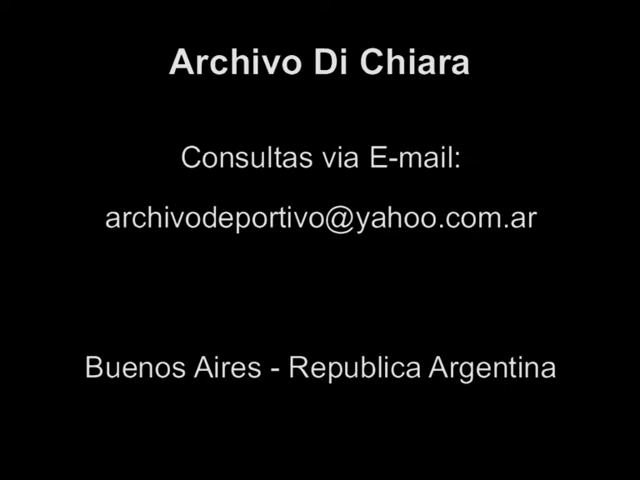 Archivo Di Chiara
Consultas via E-mail:
archivodeportivo@yahoo.com.ar
Buenos Aires - Republica Argentina